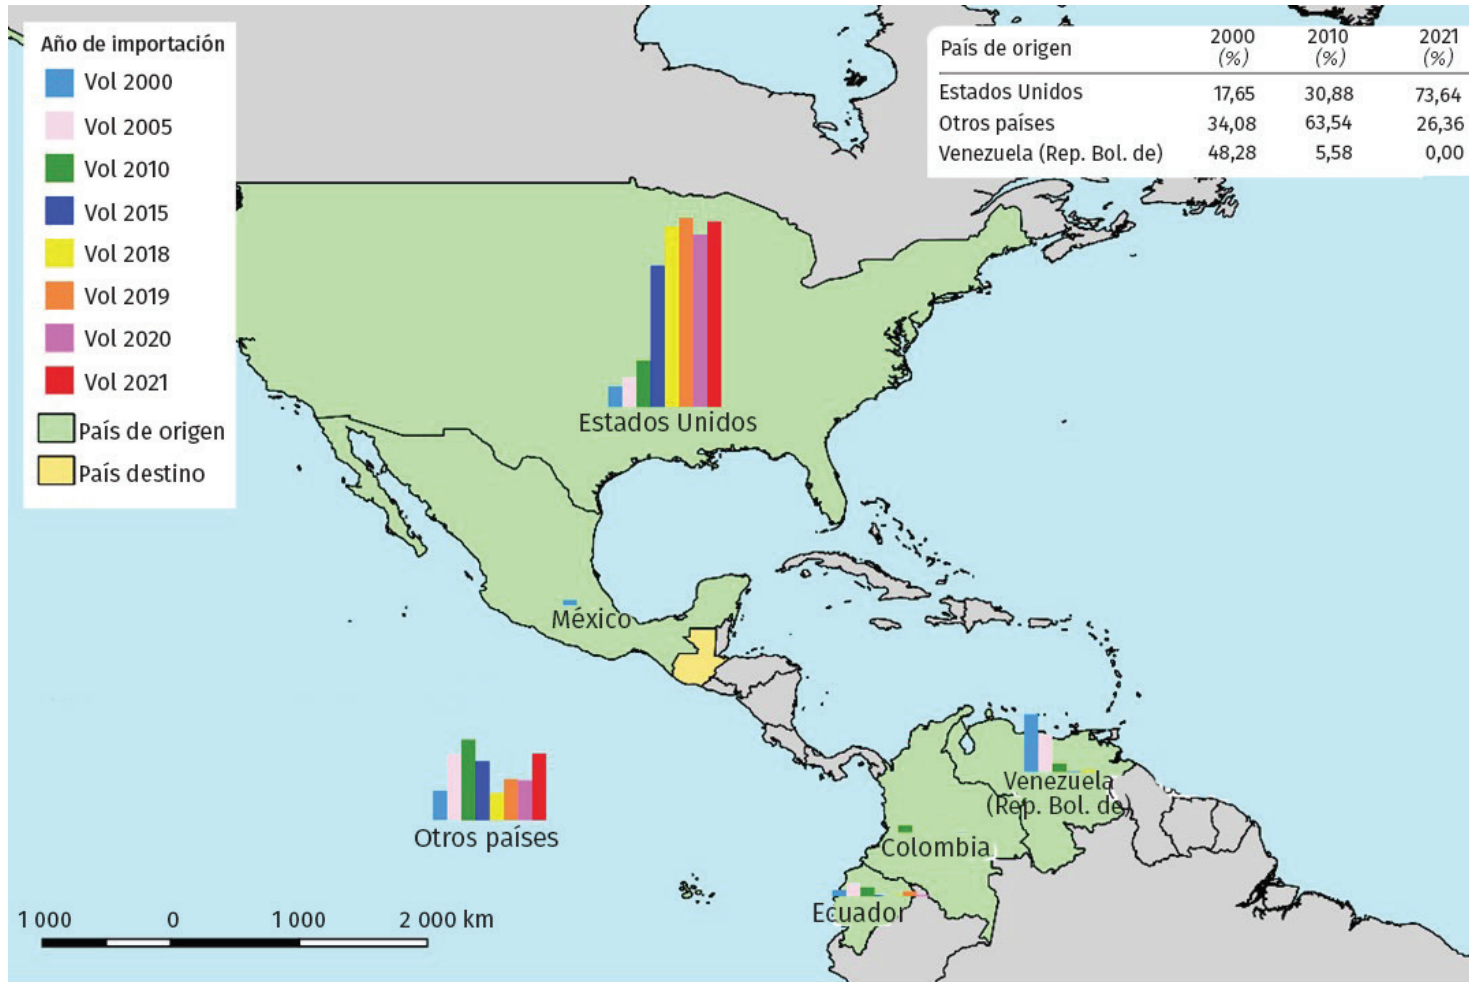 Año de importación
Vol 2000
Vol 2005
Vol 2010
Vol 2015
Vol 2018
Vol 2019
Vol 2020
Vol 2021
País de origen
País destino
País de origen 2000 (%) 2010 (%) 2021 (%)
Estados Unidos 17,65 30,88 73,64
Otros países 34,08 63,54 26,36
Venezuela (Rep. Bol. de) 48,28 5,58 0,00
Estados Unidos
México
Otros países
Venezuela
(Rep. Bol. de
Colombia
Ecuador
1 000 0 1 000 2 000 km